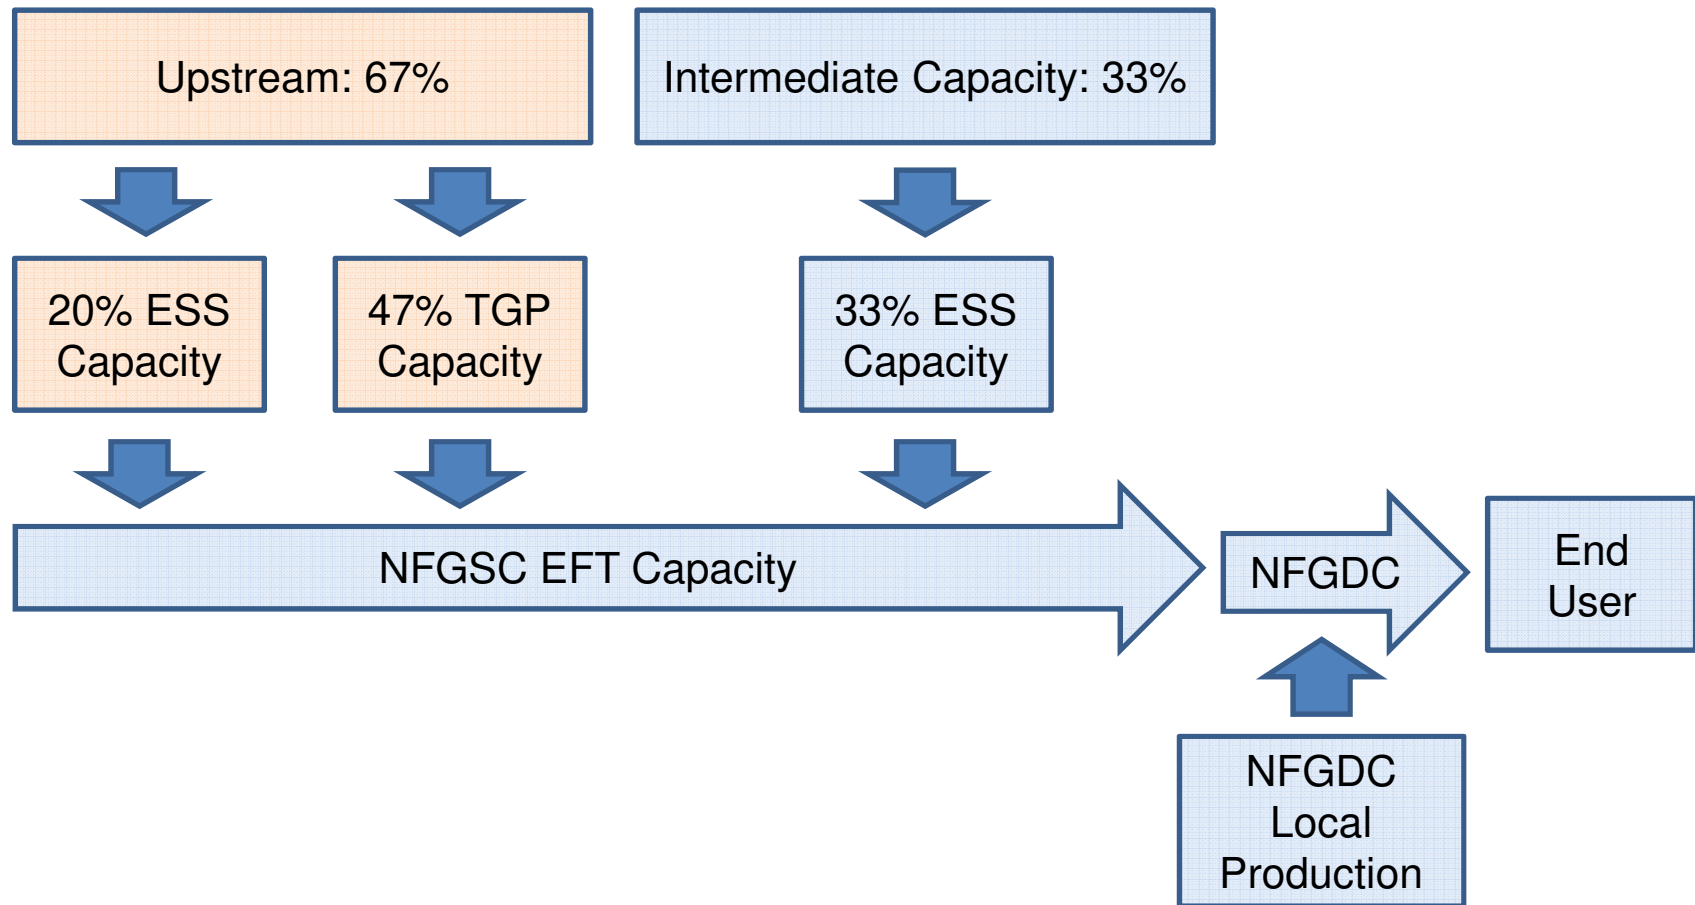 Upstream: 67%
Intermediate Capacity: 33%
20% ESS
Capacity
47% TGP
Capacity
33% ESS
Capacity
NFGSC EFT Capacity
NFGDC
End
User
NFGDC
Local
Production